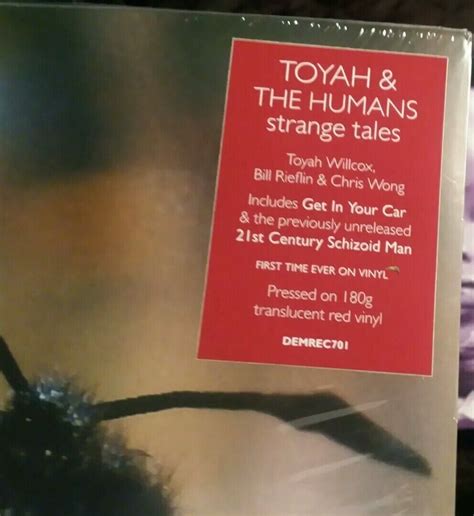 TOYAH &
THE HUMANS
strange tales
Toyah Willcox,
Bill Rieflin & Chris Wong
Includes Get In Your Car
& the previously unreleased
21st Century Schizoid Man
FIRST TIME EVER ON VINYL
Pressed on 180g
translucent red vinyl
DEMREC701